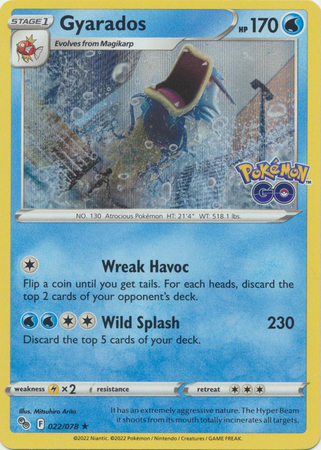 STAGE 1
Gyarados
HP 170
Evolves from Magikarp
Pokémon
GO
NO. 130 Atrocious Pokémon HT: 21'4" WT: 518.1 lbs.
Wreak Havoc
Flip a coin until you get tails. For each heads, discard the
top 2 cards of your opponent's deck.
Wild Splash 230
Discard the top 5 cards of your deck.
weakness ×2 resistance retreat
Illus. Mitsuhiro Arita
It has an extremely aggressive nature. The Hyper Beam
it shoots from its mouth totally incinerates all targets.
F 022/078 ★
©2022 Niantic. ©2022 Pokémon / Nintendo / Creatures / GAME FREAK.